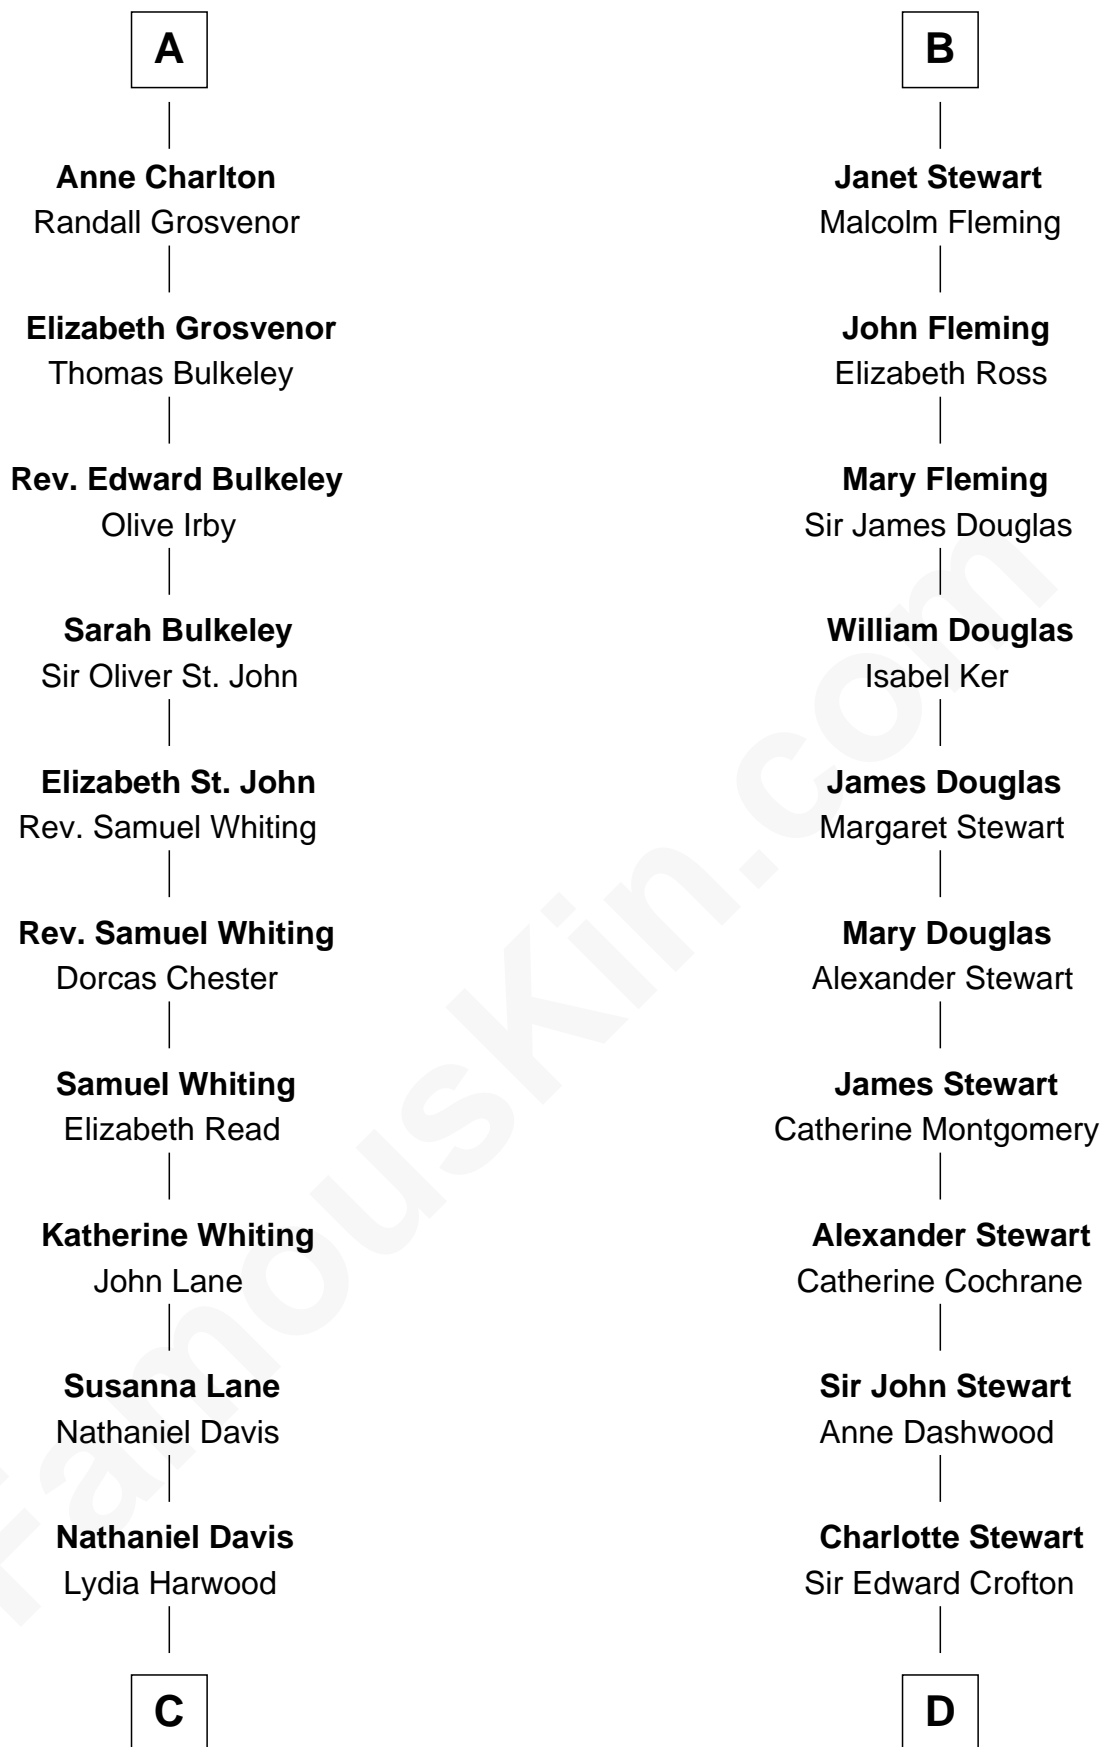 A
Anne Charlton
Randall Grosvenor
Elizabeth Grosvenor
Thomas Bulkeley
Rev. Edward Bulkeley
Olive Irby
Sarah Bulkeley
Sir Oliver St. John
Elizabeth St. John
Rev. Samuel Whiting
Rev. Samuel Whiting
Dorcas Chester
Samuel Whiting
Elizabeth Read
Katherine Whiting
John Lane
Susanna Lane
Nathaniel Davis
Nathaniel Davis
Lydia Harwood
C
B
Janet Stewart
Malcolm Fleming
John Fleming
Elizabeth Ross
Mary Fleming
Sir James Douglas
William Douglas
Isabel Ker
James Douglas
Margaret Stewart
Mary Douglas
Alexander Stewart
James Stewart
Catherine Montgomery
Alexander Stewart
Catherine Cochrane
Sir John Stewart
Anne Dashwood
Charlotte Stewart
Sir Edward Crofton
D
FamousKin.com